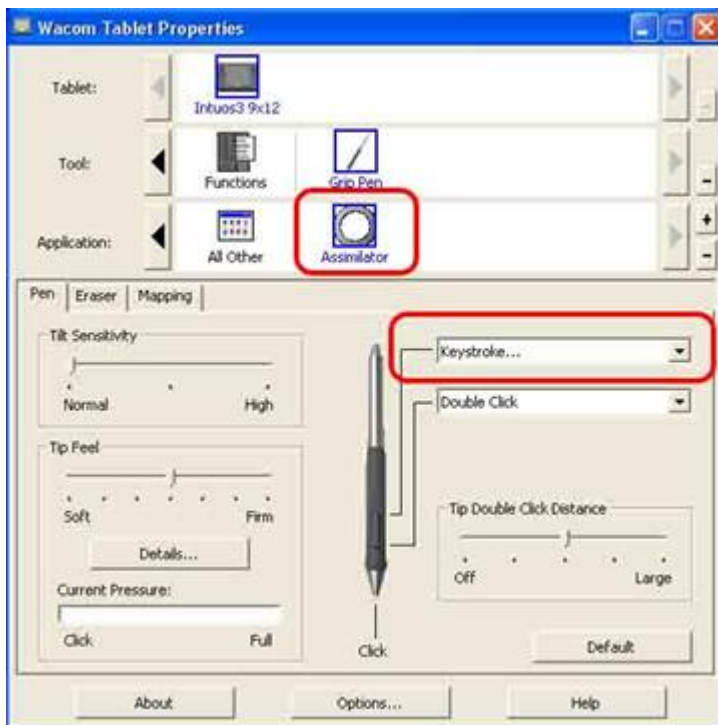 Wacom Tablet Properties
Tablet:
Intuos3 9x12
Tool:
Functions
Grip Pen
Application:
All Other
Assimilator
Pen
Eraser
Mapping
Tilt Sensitivity
Normal
High
Keystroke...
Double Click
Tip Feel
Soft
Firm
Details...
Current Pressure:
Click
Full
Click
Tip Double Click Distance
Off
Large
Default
About
Options...
Help